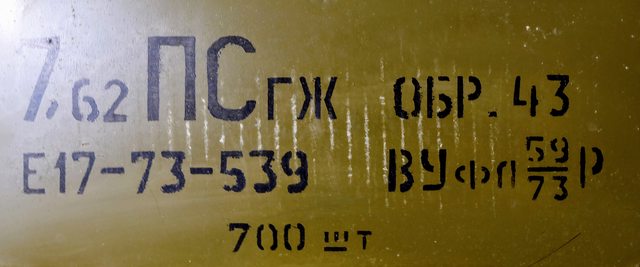 7,62 ПСгж ОБР. 43
Е17-73-539 ВУфл 59/73 Р
700 шт